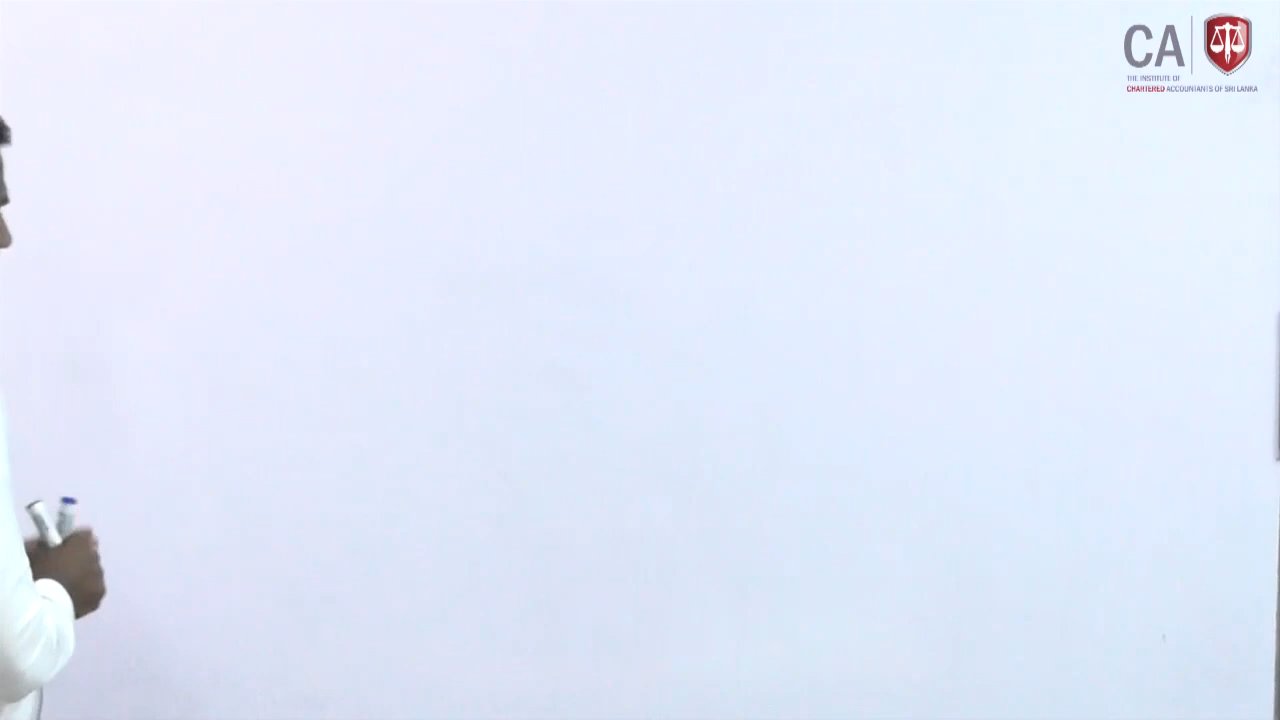 CA
THE INSTITUTE OF
CHARTERED ACCOUNTANTS OF SRI LANKA